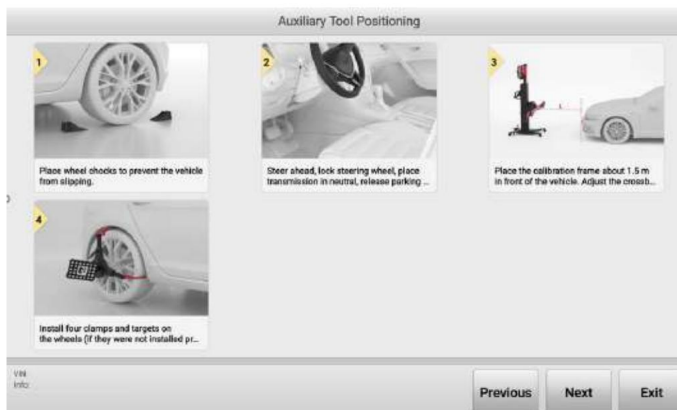 Auxiliary Tool Positioning
1
Place wheel chocks to prevent the vehicle
from slipping.
2
Steer ahead, lock steering wheel, place
transmission in neutral, release parking ...
3
Place the calibration frame about 1.5 m
in front of the vehicle. Adjust the crossb...
4
Install four clamps and targets on
the wheels (if they were not installed pr...
VIN
Info:
Previous
Next
Exit